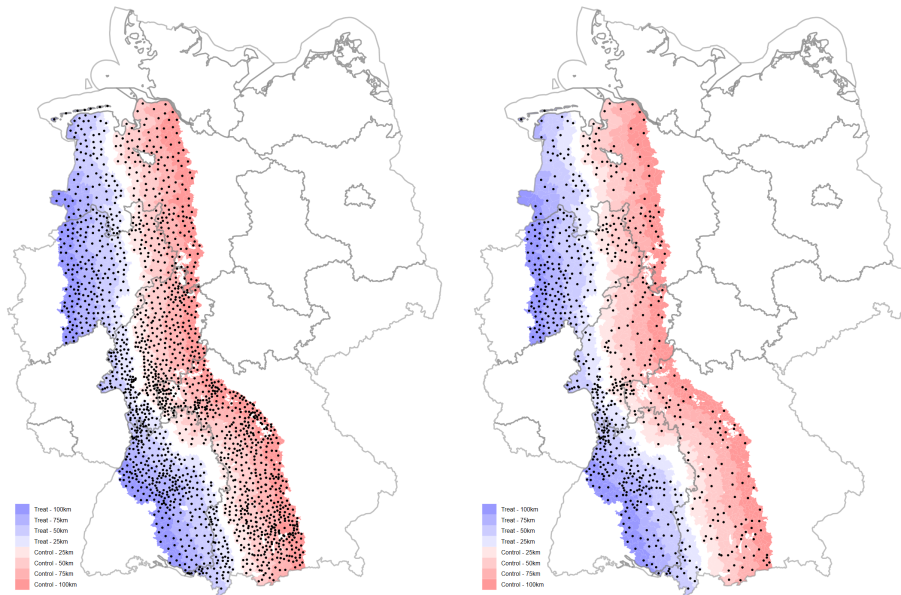 Treat - 100km
Treat - 75km
Treat - 50km
Treat - 25km
Control - 25km
Control - 50km
Control - 75km
Control - 100km
Treat - 100km
Treat - 75km
Treat - 50km
Treat - 25km
Control - 25km
Control - 50km
Control - 75km
Control - 100km